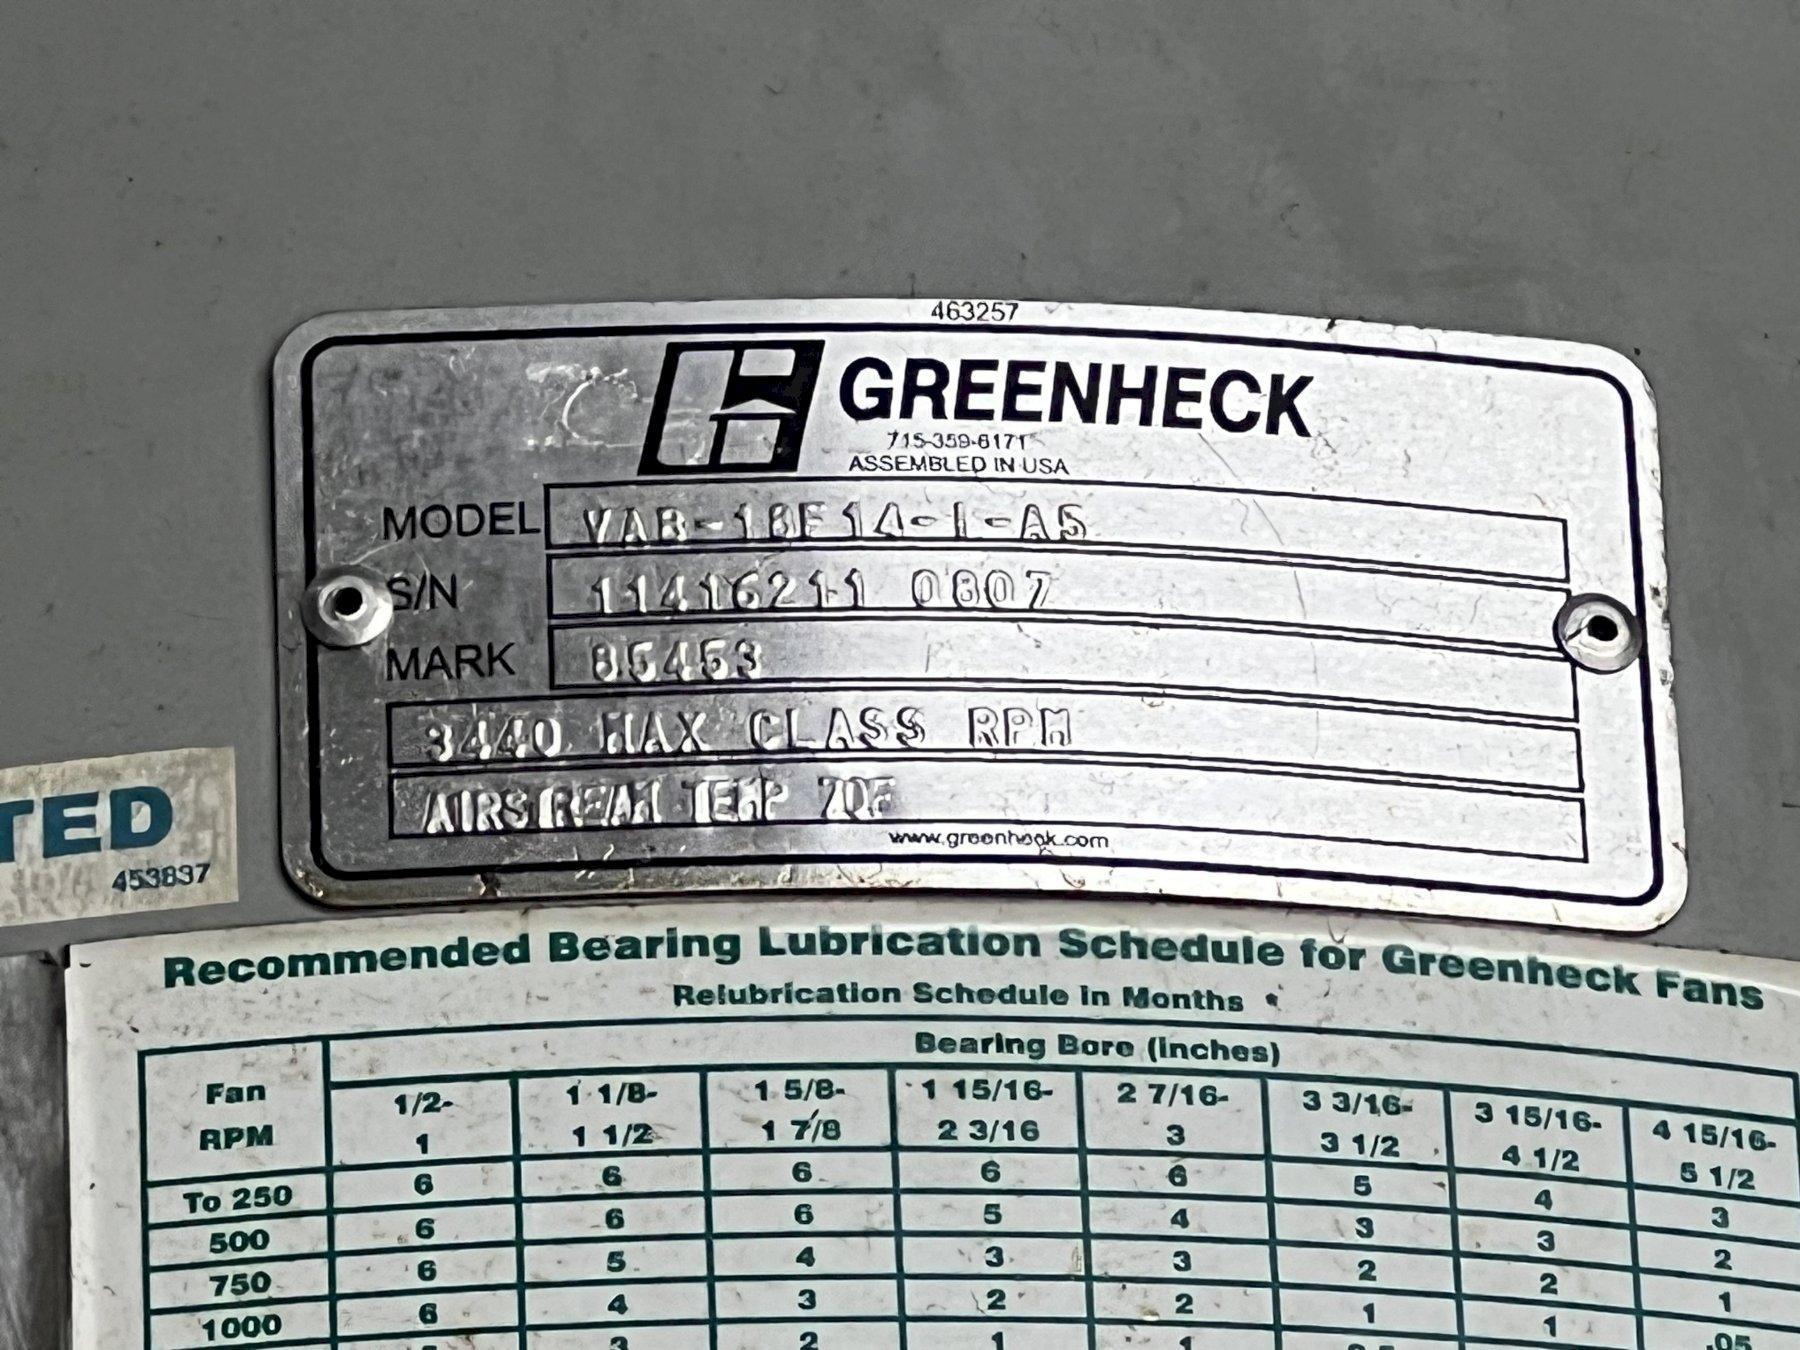 463257
GREENHECK
715-359-6171
ASSEMBLED IN USA
MODEL VAB-18F14-1-A5
S/N 11416211 0807
MARK 85453
3440 MAX CLASS RPM
AIRSTREAM TEMP 70F
www.greenheck.com
TED
453837
Recommended Bearing Lubrication Schedule for Greenheck Fans
Relubrication Schedule in Months
Bearing Bore (inches)
Fan RPM 1/2-1 1 1/8-1 1/2 1 5/8-1 7/8 1 15/16-2 3/16 2 7/16-3 3 3/16-3 1/2 3 15/16-4 1/2 4 15/16-5 1/2
To 250 6 6 6 6 6 5 4 3
500 6 6 6 5 4 3 3 2
750 6 5 4 3 3 2 2 1
1000 6 4 3 2 2 1 1 .05
3 2 1 1